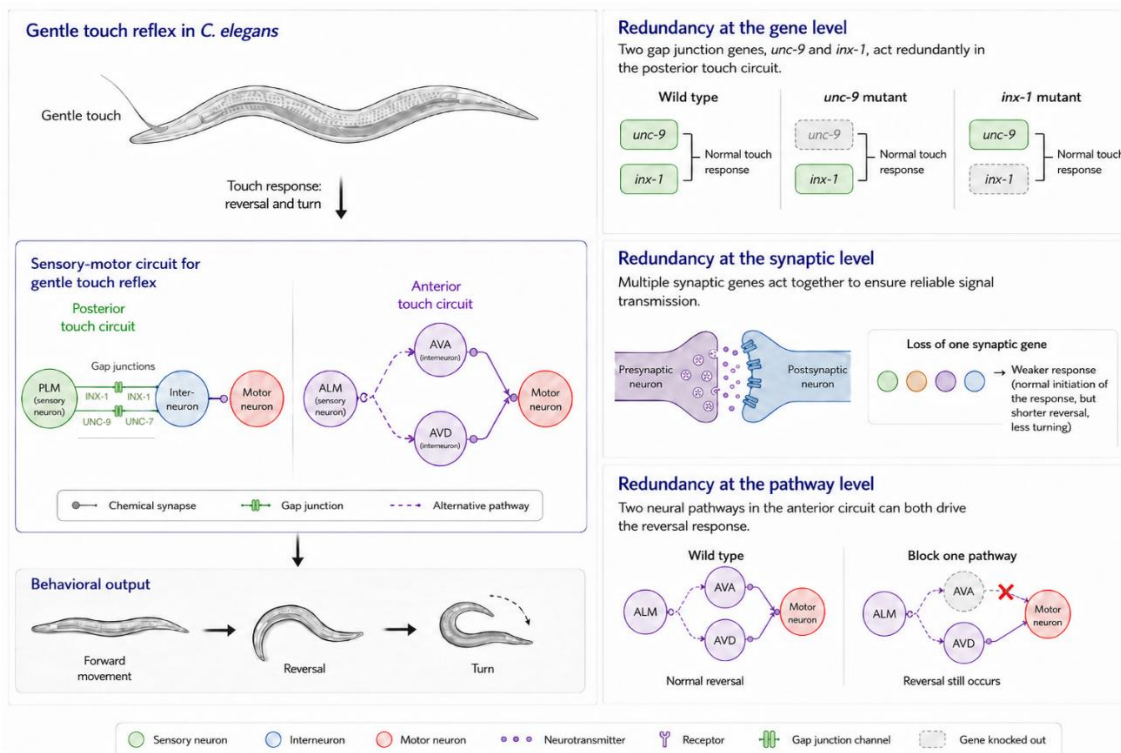 Gentle touch reflex in C. elegans
Gentle touch
Touch response:
reversal and turn
Sensory-motor circuit for
gentle touch reflex
Posterior
touch circuit
Gap junctions
PLM
(sensory
neuron)
INX-1 INX-1
UNC-9 UNC-7
Inter-
neuron
Motor
neuron
Anterior
touch circuit
ALM
(sensory
neuron)
AVA
(interneuron)
AVD
(interneuron)
Motor
neuron
Chemical synapse
Gap junction
Alternative pathway
Behavioral output
Forward
movement
Reversal
Turn
Redundancy at the gene level
Two gap junction genes, unc-9 and inx-1, act redundantly in
the posterior touch circuit.
Wild type
unc-9
inx-1
Normal touch
response
unc-9 mutant
unc-9
inx-1
Normal touch
response
inx-1 mutant
unc-9
inx-1
Normal touch
response
Redundancy at the synaptic level
Multiple synaptic genes act together to ensure reliable signal
transmission.
Presynaptic
neuron
Postsynaptic
neuron
Loss of one synaptic gene
Weaker response
(normal initiation of
the response, but
shorter reversal,
less turning)
Redundancy at the pathway level
Two neural pathways in the anterior circuit can both drive
the reversal response.
Wild type
ALM
AVA
AVD
Motor
neuron
Normal reversal
Block one pathway
ALM
AVA
AVD
Motor
neuron
Reversal still occurs
Sensory neuron
Interneuron
Motor neuron
Neurotransmitter
Receptor
Gap junction channel
Gene knocked out